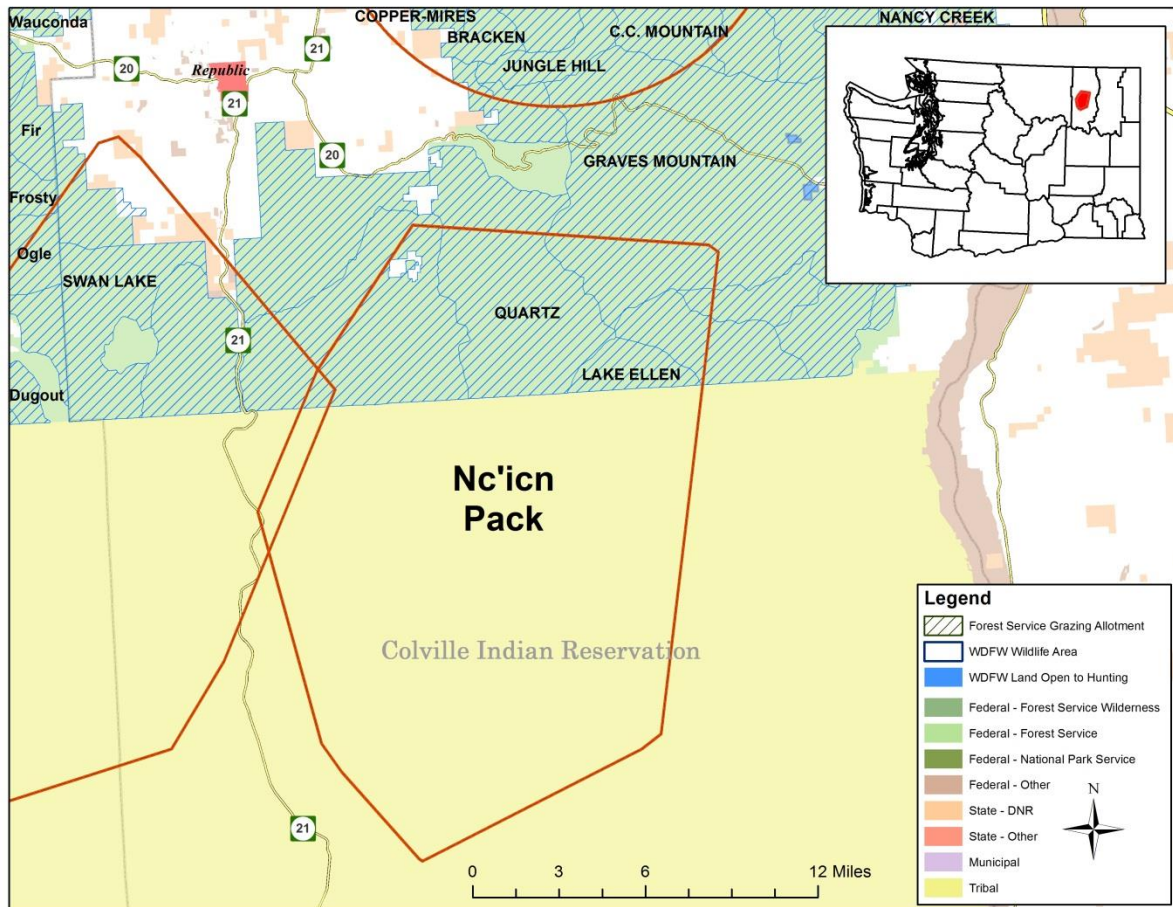 Wauconda
COPPER-MIRES
NANCY CREEK
BRACKEN
C.C. MOUNTAIN
21
20
Republic
JUNGLE HILL
21
Fir
20
GRAVES MOUNTAIN
Frosty
Ogle
SWAN LAKE
QUARTZ
21
LAKE ELLEN
Dugout
Nc'icn
Pack
Colville Indian Reservation
21
0 3 6 12 Miles
Legend
Forest Service Grazing Allotment
WDFW Wildlife Area
WDFW Land Open to Hunting
Federal - Forest Service Wilderness
Federal - Forest Service
Federal - National Park Service
Federal - Other
State - DNR
State - Other
Municipal
Tribal
N